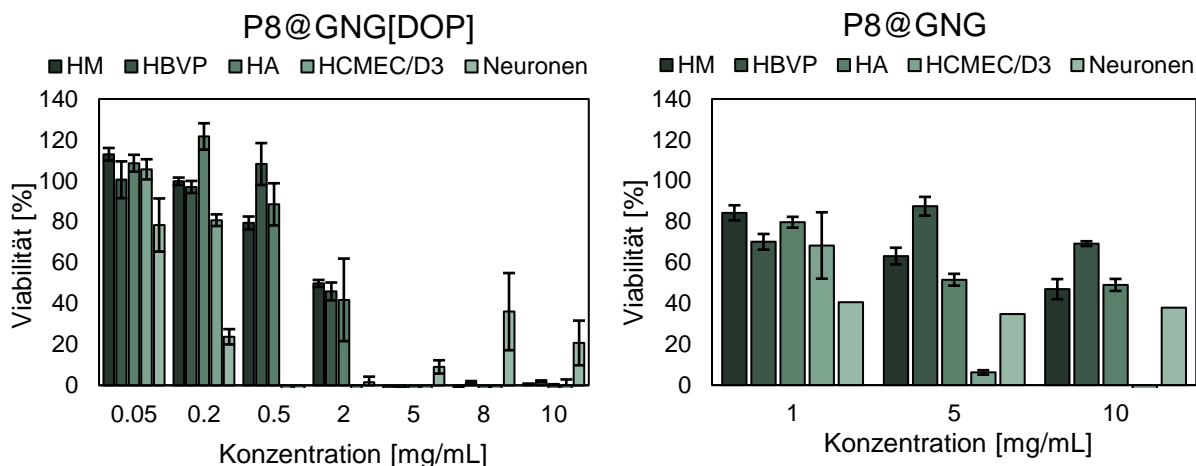 P8@GNG[DOP]
HM HBVP HA HCMEC/D3 Neuronen
Viabilität [%]
140
120
100
80
60
40
20
0
0.05 0.2 0.5 2 5 8 10
Konzentration [mg/mL]
P8@GNG
HM HBVP HA HCMEC/D3 Neuronen
Viabilität [%]
140
120
100
80
60
40
20
0
1 5 10
Konzentration [mg/mL]